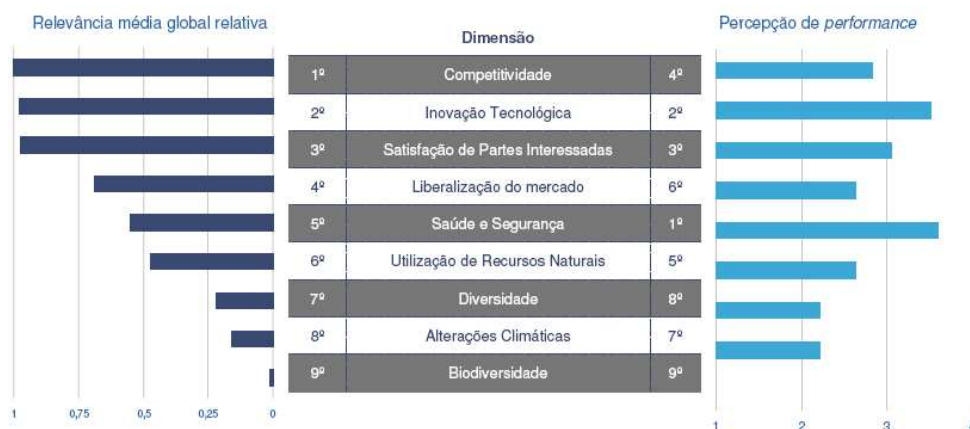 Relevância média global relativa
Percepção de performance
Dimensão
1º Competitividade 4º
2º Inovação Tecnológica 2º
3º Satisfação de Partes Interessadas 3º
4º Liberalização do mercado 6º
5º Saúde e Segurança 1º
6º Utilização de Recursos Naturais 5º
7º Diversidade 8º
8º Alterações Climáticas 7º
9º Biodiversidade 9º
1 0,75 0,5 0,25 0
1 2 3